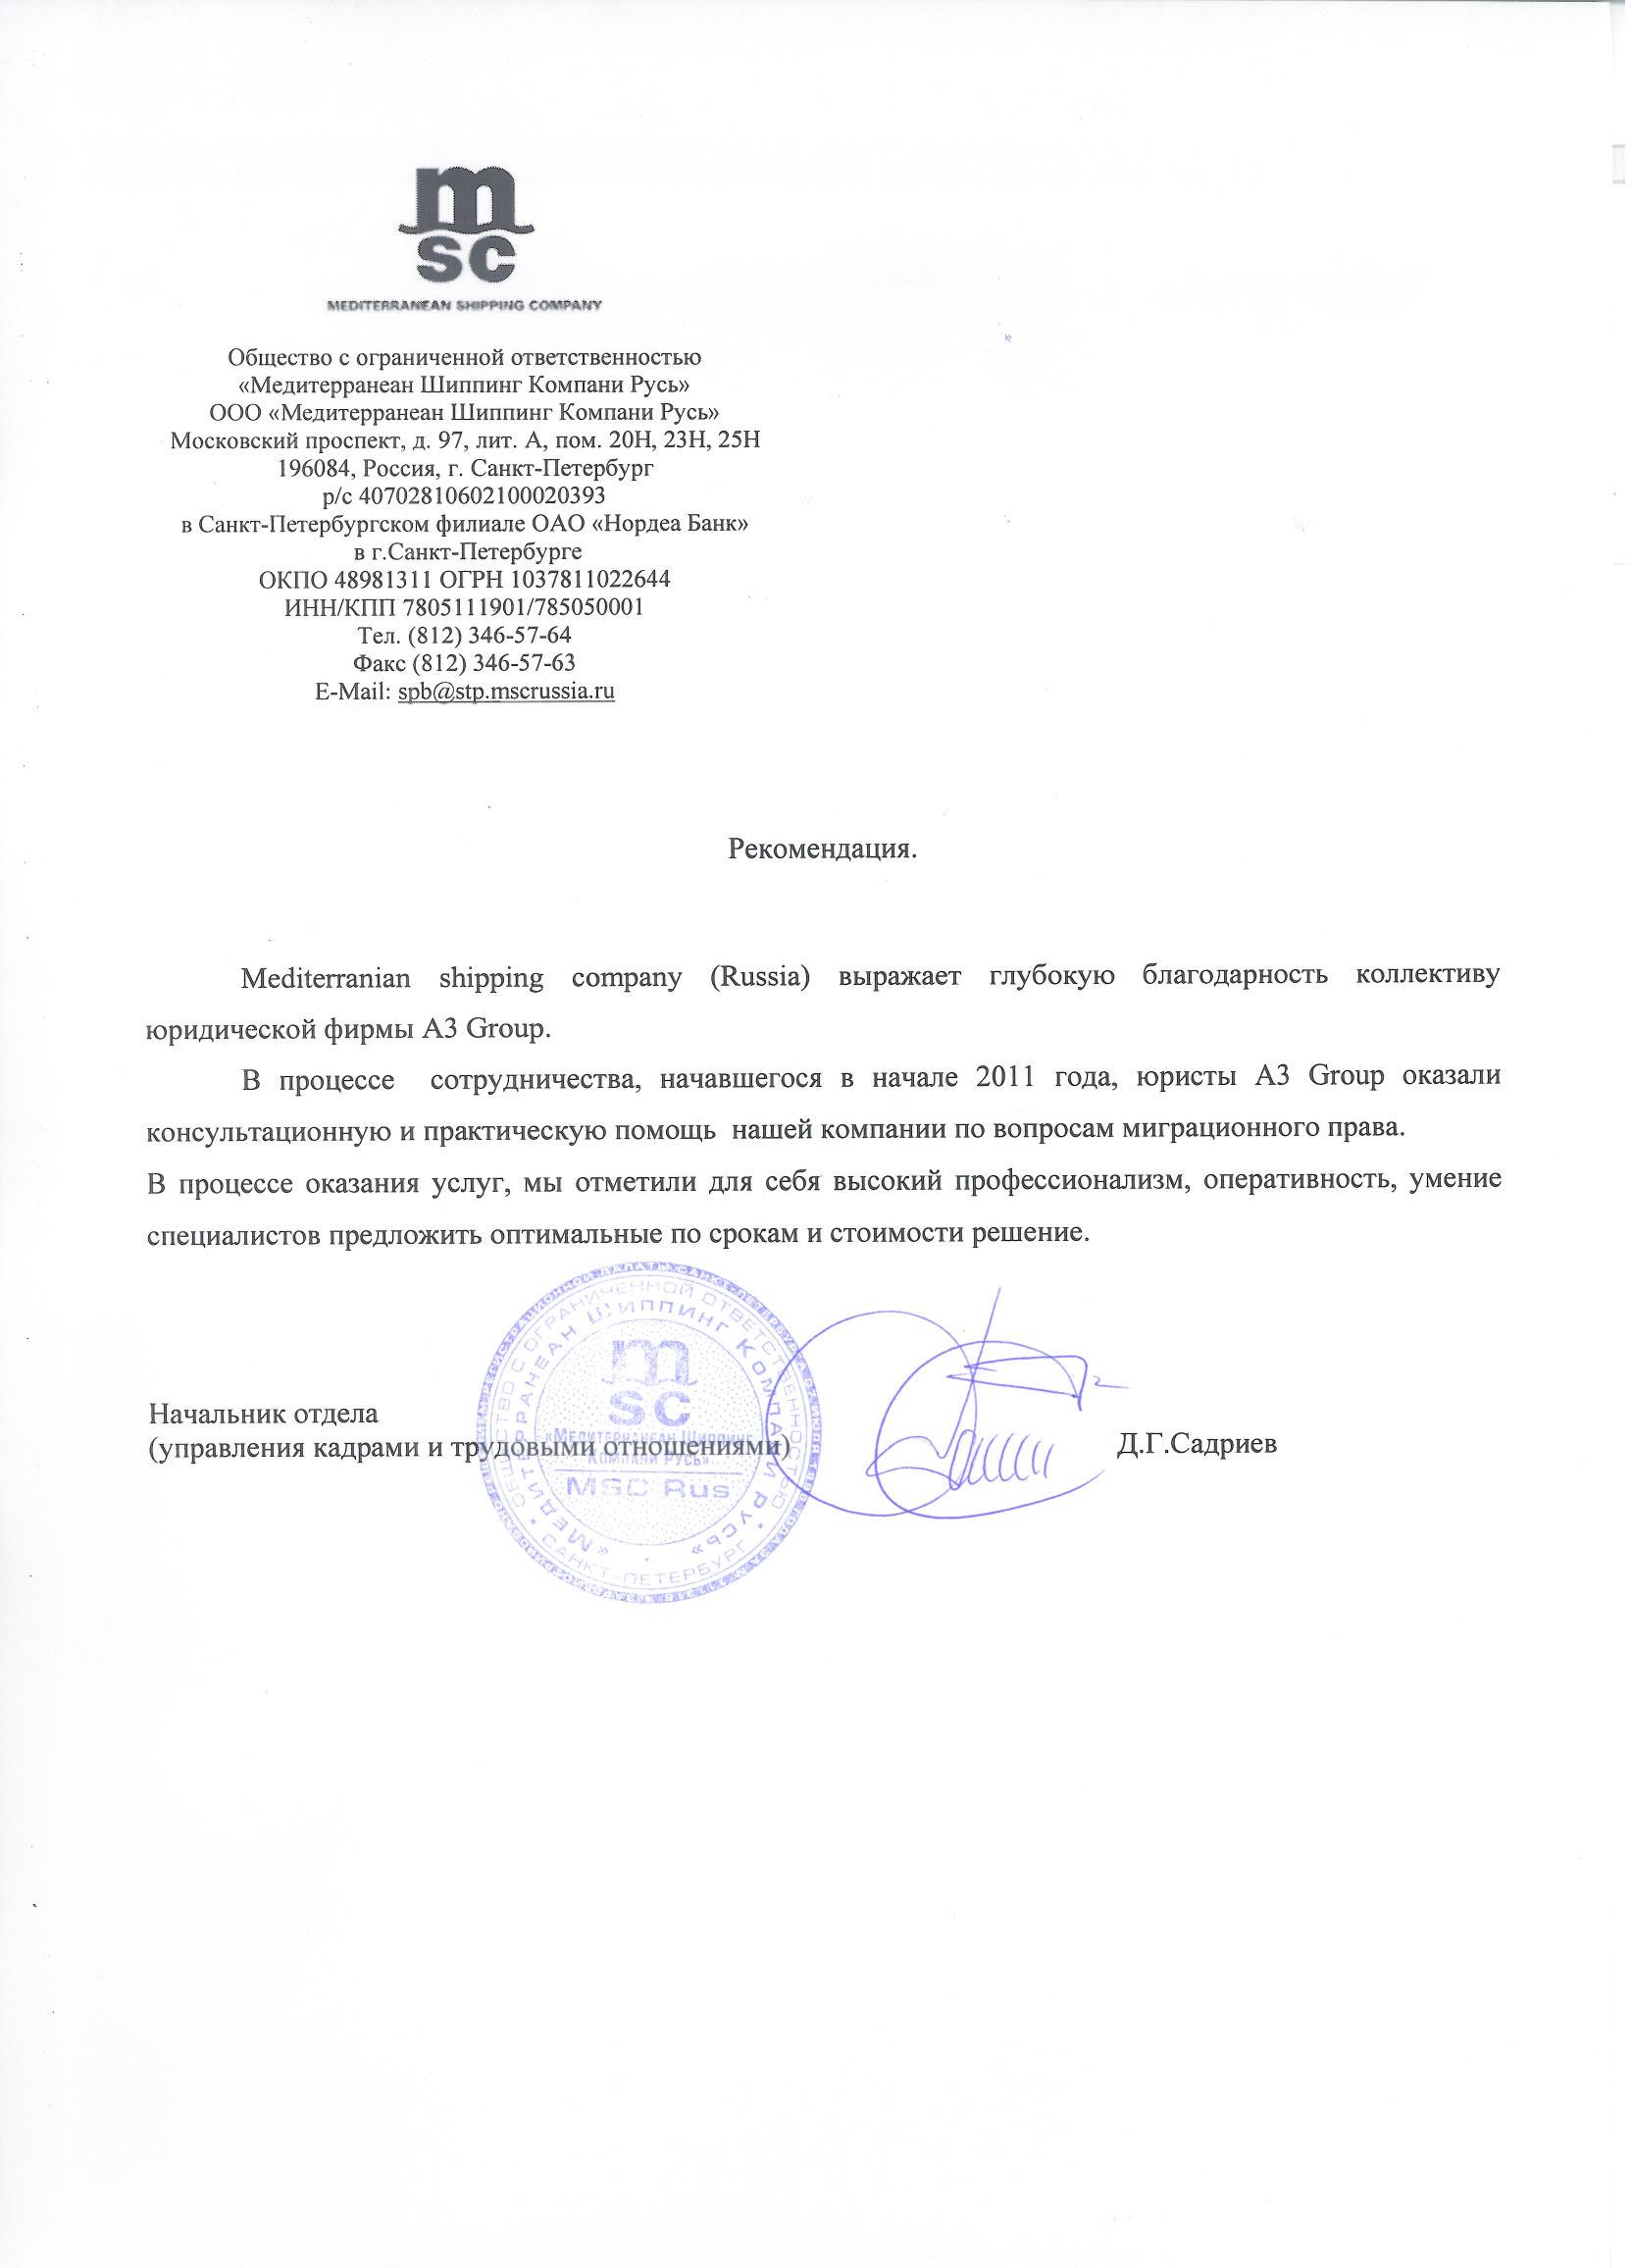 m
sc
MEDITERRANEAN SHIPPING COMPANY
Общество с ограниченной ответственностью
«Медитерранеан Шиппинг Компани Русь»
ООО «Медитерранеан Шиппинг Компани Русь»
Московский проспект, д. 97, лит. А, пом. 20Н, 23Н, 25Н
196084, Россия, г. Санкт-Петербург
р/с 40702810602100020393
в Санкт-Петербургском филиале ОАО «Нордеа Банк»
в г.Санкт-Петербурге
ОКПО 48981311 ОГРН 1037811022644
ИНН/КПП 7805111901/785050001
Тел. (812) 346-57-64
Факс (812) 346-57-63
E-Mail: spb@stp.mscrussia.ru
Рекомендация.
Mediterranian shipping company (Russia) выражает глубокую благодарность коллективу
юридической фирмы A3 Group.
В процессе сотрудничества, начавшегося в начале 2011 года, юристы A3 Group оказали
консультационную и практическую помощь нашей компании по вопросам миграционного права.
В процессе оказания услуг, мы отметили для себя высокий профессионализм, оперативность, умение
специалистов предложить оптимальные по срокам и стоимости решение.
Начальник отдела
(управления кадрами и трудовыми отношениями)
Д.Г.Садриев
ОБЩЕСТВО С ОГРАНИЧЕННОЙ ОТВЕТСТВЕННОСТЬЮ
• САНКТ-ПЕТЕРБУРГ •
«Медитерранеан Шиппинг Компани Русь»
m
sc
«Медитерранеан Шиппинг
Компани Русь»
MSC Rus